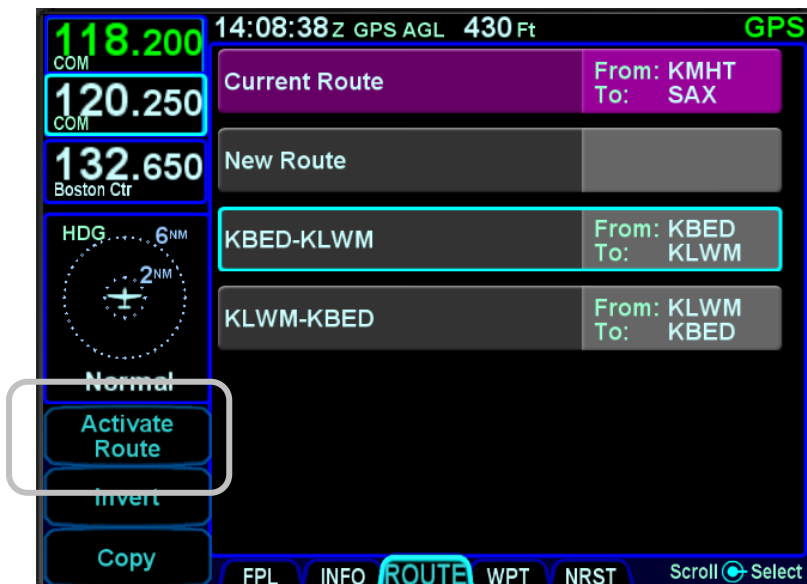 118.200
COM
120.250
COM
132.650
Boston Ctr
14:08:38 Z GPS AGL 430 Ft GPS
Current Route From: KMHT
To: SAX
New Route
KBED-KLWM From: KBED
To: KLWM
KLWM-KBED From: KLWM
To: KBED
HDG 6NM
2NM
Normal
Activate
Route
Invert
Copy
FPL INFO ROUTE WPT NRST Scroll Select